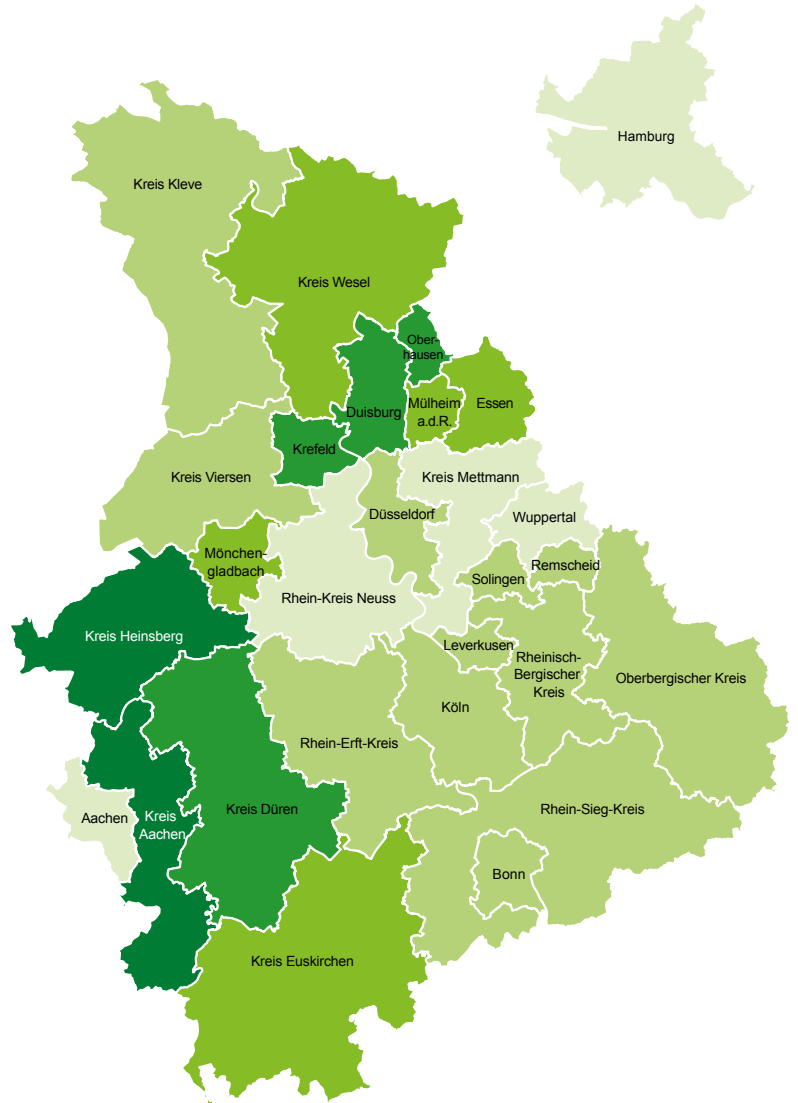 Hamburg
Kreis Kleve
Kreis Wesel
Ober-
hausen
Duisburg
Mülheim
a.d.R.
Essen
Krefeld
Kreis Viersen
Kreis Mettmann
Düsseldorf
Wuppertal
Mönchen-
gladbach
Remscheid
Solingen
Rhein-Kreis Neuss
Kreis Heinsberg
Leverkusen
Rheinisch-
Bergischer
Kreis
Oberbergischer Kreis
Köln
Rhein-Erft-Kreis
Kreis Düren
Rhein-Sieg-Kreis
Aachen
Kreis
Aachen
Bonn
Kreis Euskirchen